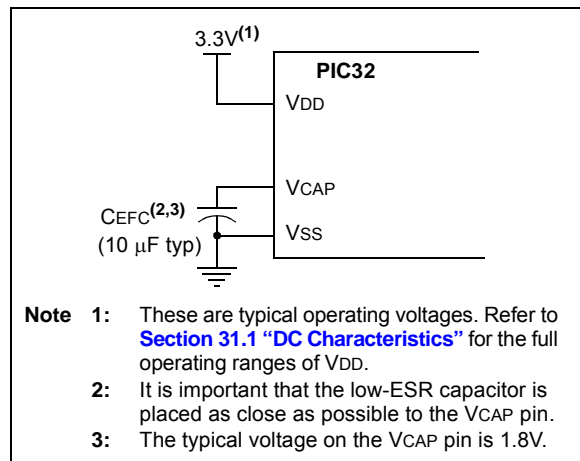 3.3V(1)
PIC32
VDD
VCAP
CEFC(2,3)
(10 μF typ)
VSS
Note 1: These are typical operating voltages. Refer to
Section 31.1 “DC Characteristics” for the full
operating ranges of VDD.
2: It is important that the low-ESR capacitor is
placed as close as possible to the VCAP pin.
3: The typical voltage on the VCAP pin is 1.8V.